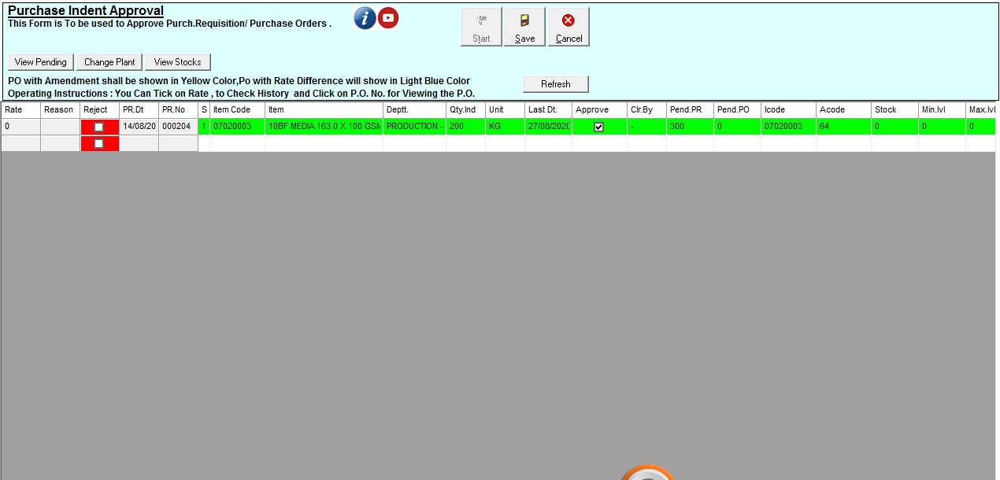 Purchase Indent Approval
This Form is To be used to Approve Purch.Requisition/ Purchase Orders .
Start Save Cancel
View Pending Change Plant View Stocks
PO with Amendment shall be shown in Yellow Color,Po with Rate Difference will show in Light Blue Color
Refresh
Operating Instructions : You Can Tick on Rate , to Check History and Click on P.O. No. for Viewing the P.O.
Rate Reason Reject PR.Dt PR.No S Item Code Item Deptt. Qty.Ind Unit Last Dt. Approve Clr.By Pend.PR Pend.PO Icode Acode Stock Min.lvl Max.lvl
0 14/08/20 000204 1 07020003 10BF MEDIA 163.0 X 100 GSM PRODUCTION - 200 KG 27/08/2020 - 300 0 07020003 64 0 0 0